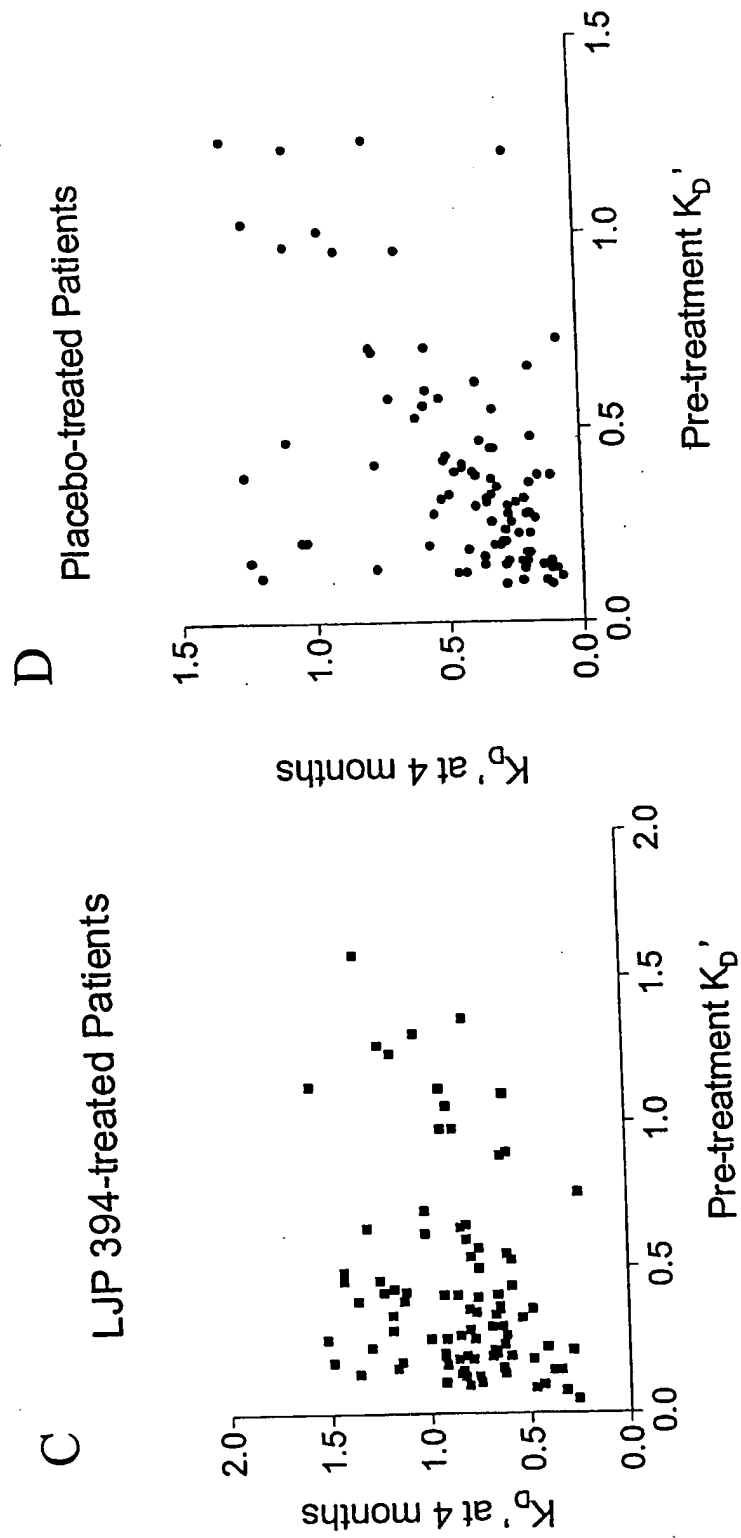 C
LJP 394-treated Patients
2.0
1.5
1.0
0.5
0.0
K_D' at 4 months
0.0
0.5
1.0
1.5
2.0
Pre-treatment K_D'
D
Placebo-treated Patients
1.5
1.0
0.5
0.0
K_D' at 4 months
0.0
0.5
1.0
1.5
Pre-treatment K_D'